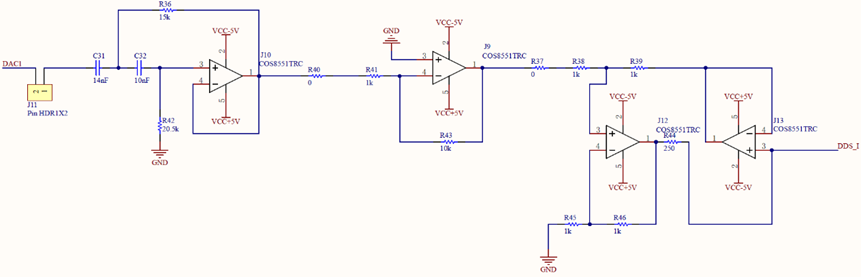 R36
15k
VCC-5V
DAC1
C31
14nF
C32
10nF
3
4
2
5
1
J10
COS8551TRC
J11
Pin HDR1X2
2
1
R42
20.5k
GND
VCC+5V
R40
0
R41
1k
GND
VCC-5V
J9
COS8551TRC
3
4
2
5
1
VCC+5V
R43
10k
R37
0
R38
1k
R39
1k
VCC-5V
J12
COS8551TRC
3
4
2
5
1
VCC+5V
R44
250
VCC+5V
J13
COS8551TRC
4
3
5
2
1
VCC-5V
DDS_I
R45
1k
R46
1k
GND